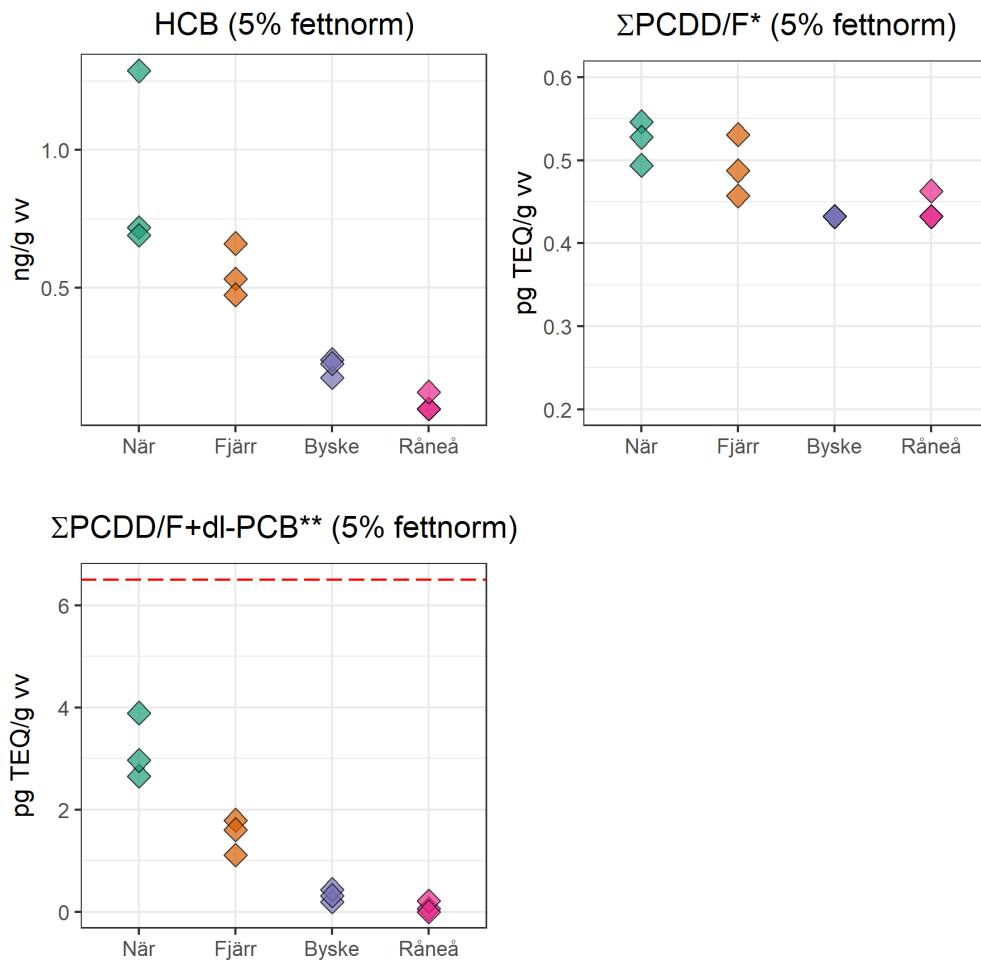 HCB (5% fettnorm)
ng/g vv
1.0
0.5
När Fjärr Byske Råneå
ΣPCDD/F* (5% fettnorm)
pg TEQ/g vv
0.6
0.5
0.4
0.3
0.2
När Fjärr Byske Råneå
ΣPCDD/F+dl-PCB** (5% fettnorm)
pg TEQ/g vv
6
4
2
0
När Fjärr Byske Råneå